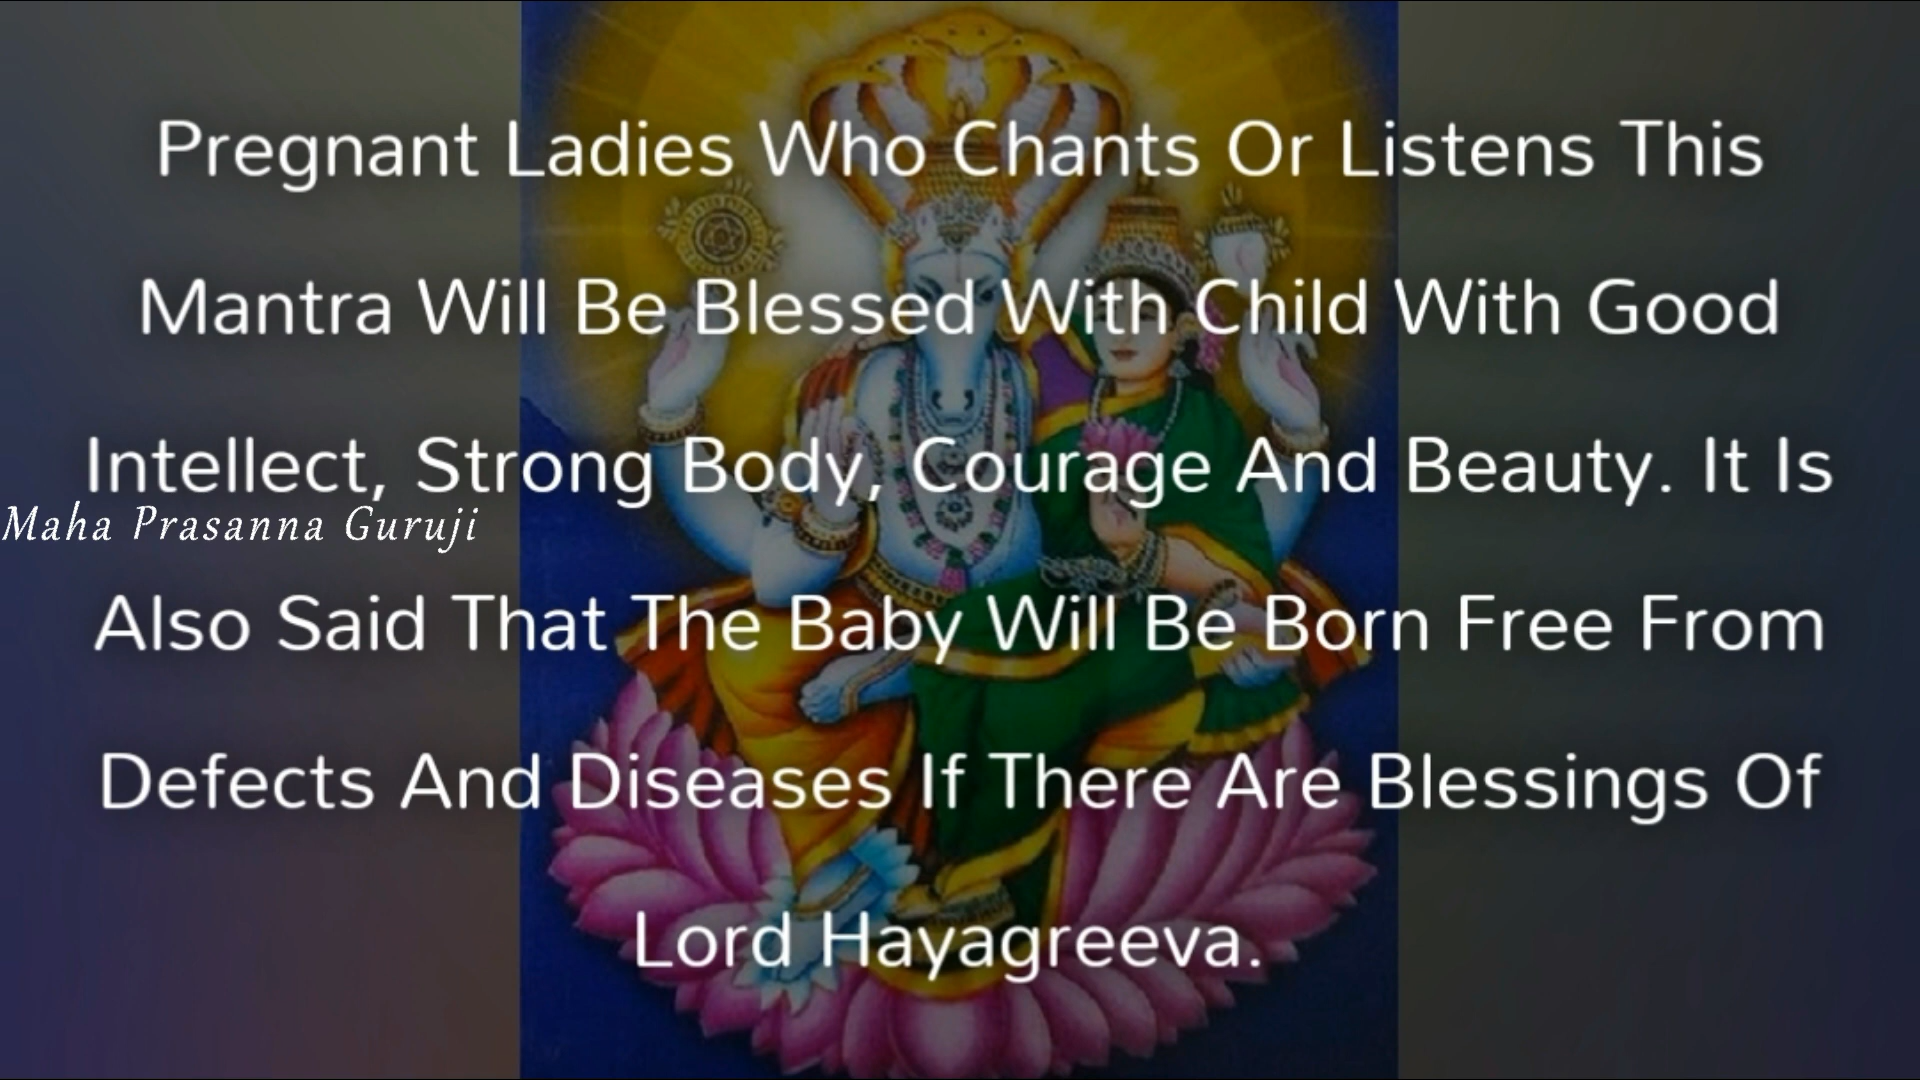 Pregnant Ladies Who Chants Or Listens This
Mantra Will Be Blessed With Child With Good
Intellect, Strong Body, Courage And Beauty. It Is
Maha Prasanna Guruji
Also Said That The Baby Will Be Born Free From
Defects And Diseases If There Are Blessings Of
Lord Hayagreeva.